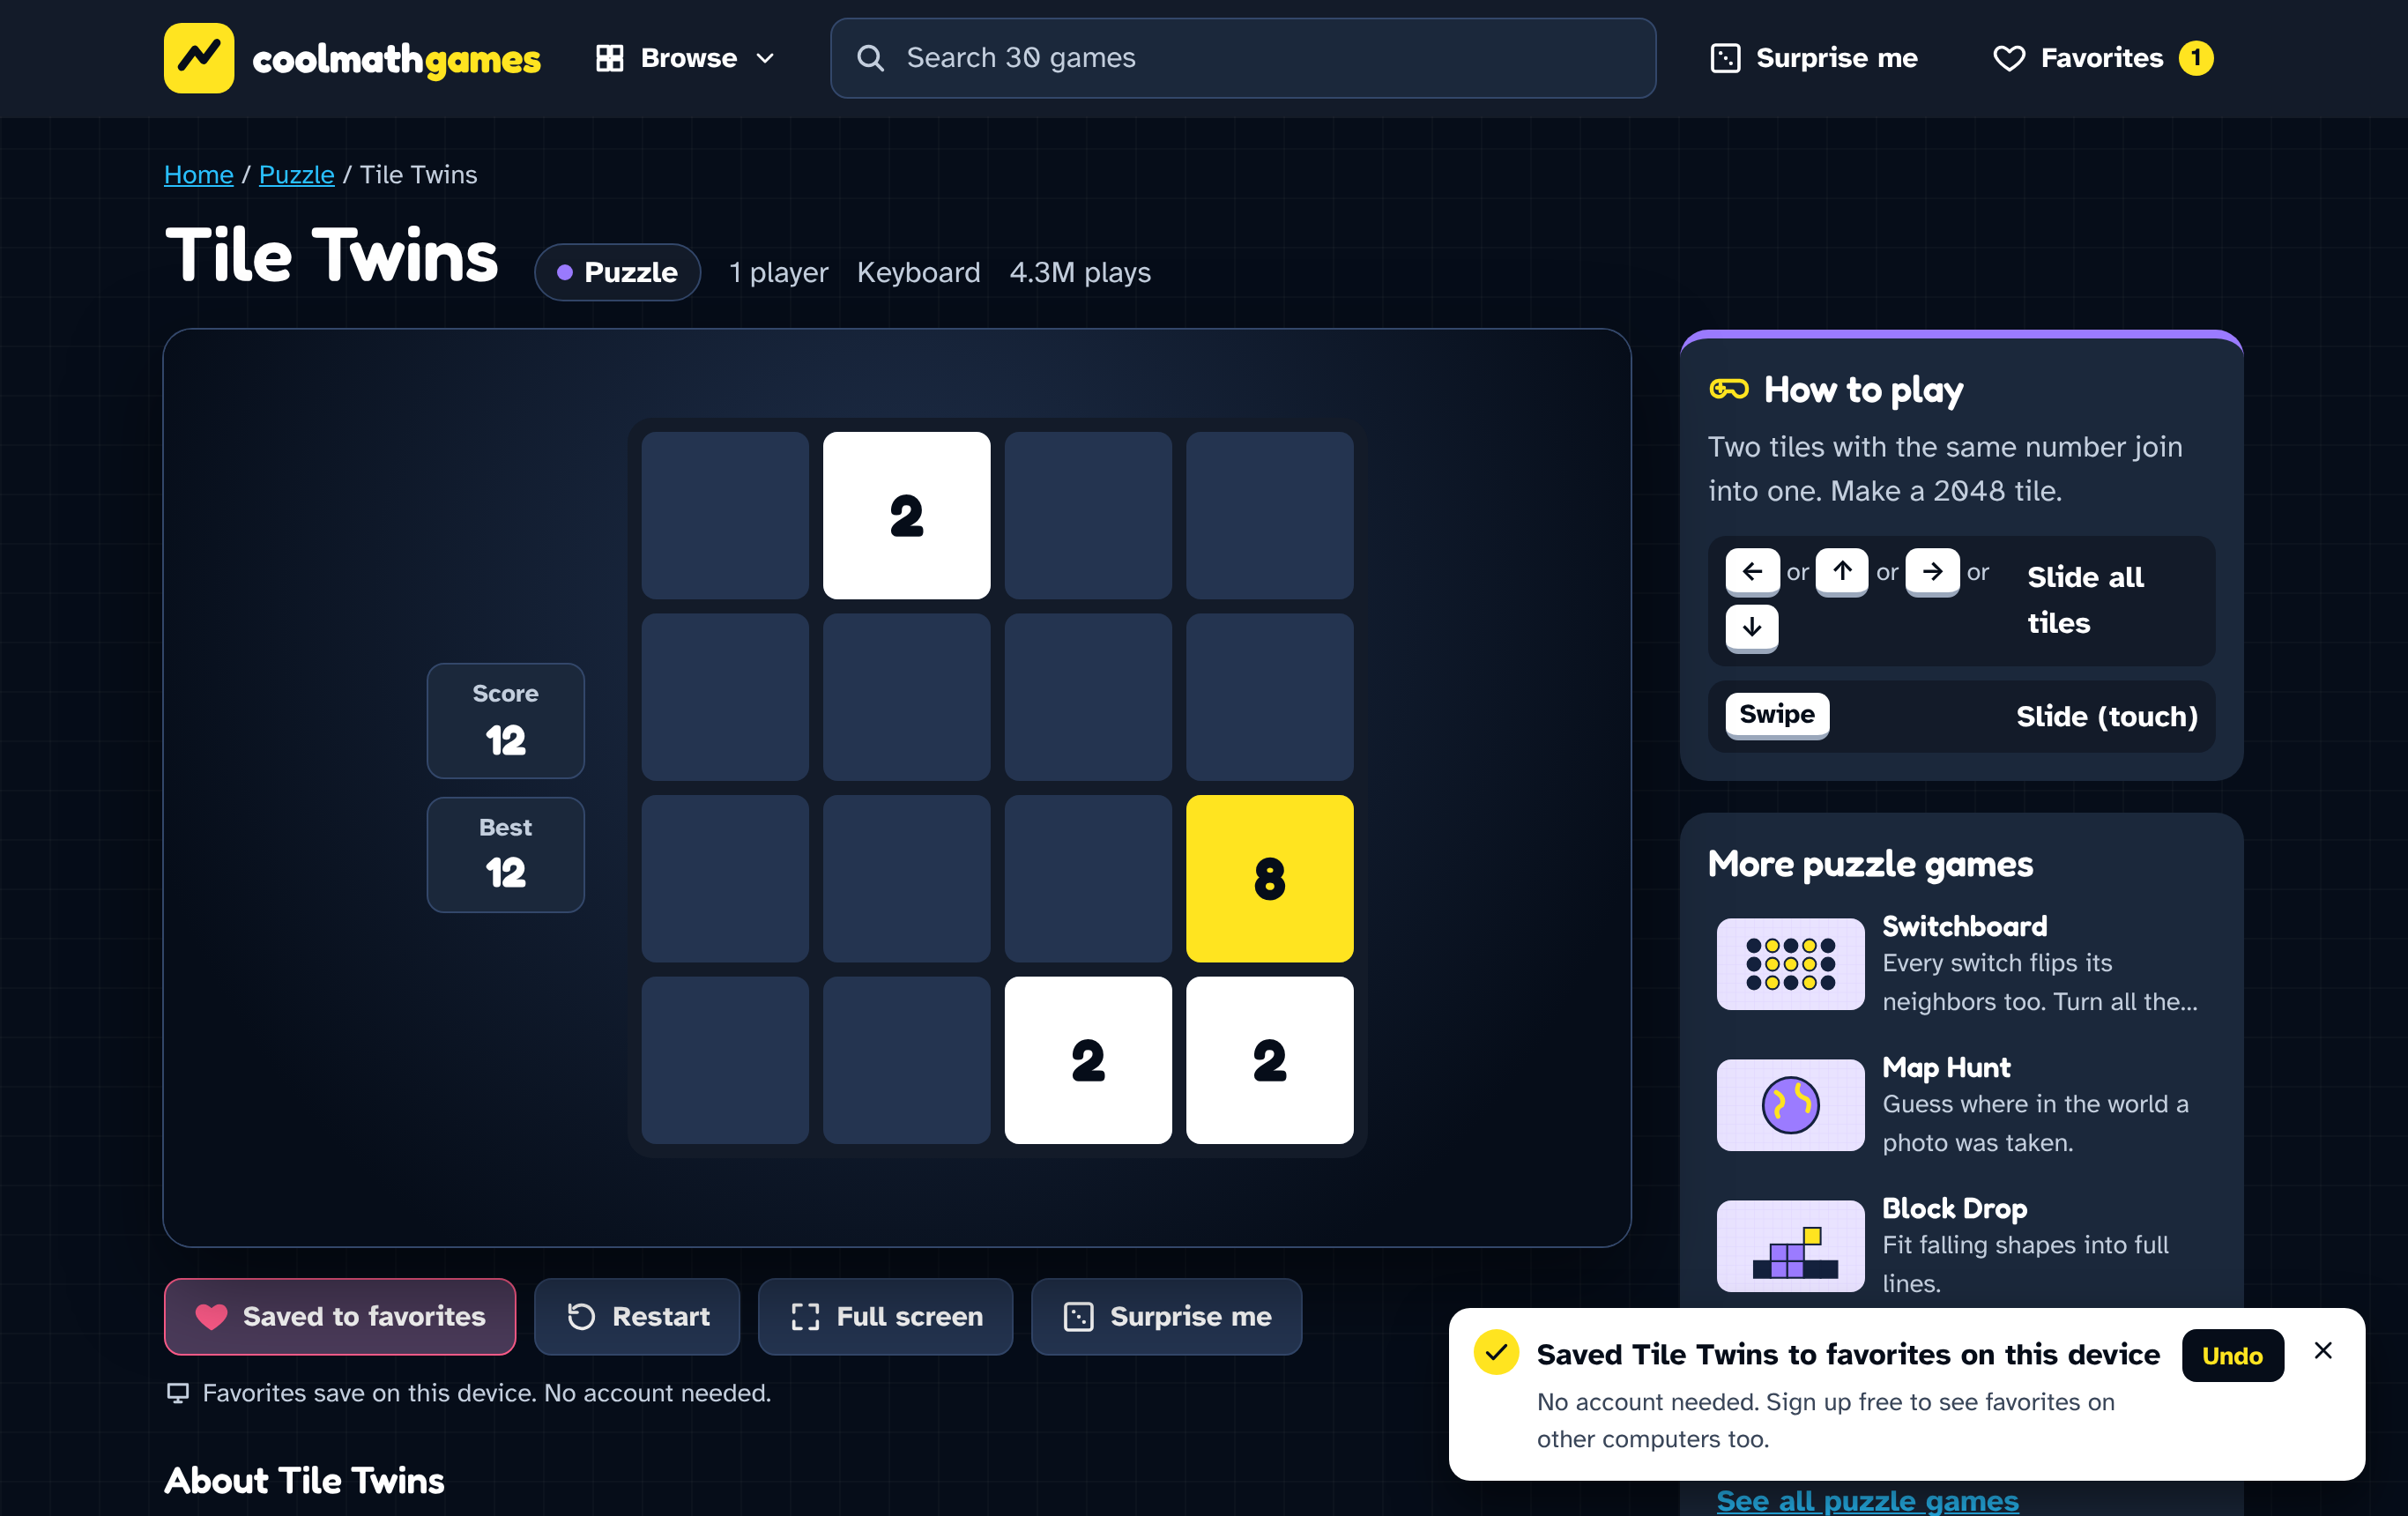 coolmathgames
Browse
Search 30 games
Surprise me
Favorites 1
Home / Puzzle / Tile Twins
Tile Twins
Puzzle
1 player
Keyboard
4.3M plays
Score
12
Best
12
2
8
2
2
How to play
Two tiles with the same number join
into one. Make a 2048 tile.
← or ↑ or → or
↓
Slide all
tiles
Swipe
Slide (touch)
More puzzle games
Switchboard
Every switch flips its
neighbors too. Turn all the...
Map Hunt
Guess where in the world a
photo was taken.
Block Drop
Fit falling shapes into full
lines.
See all puzzle games
Saved to favorites
Restart
Full screen
Surprise me
Favorites save on this device. No account needed.
About Tile Twins
Saved Tile Twins to favorites on this device
Undo
No account needed. Sign up free to see favorites on
other computers too.